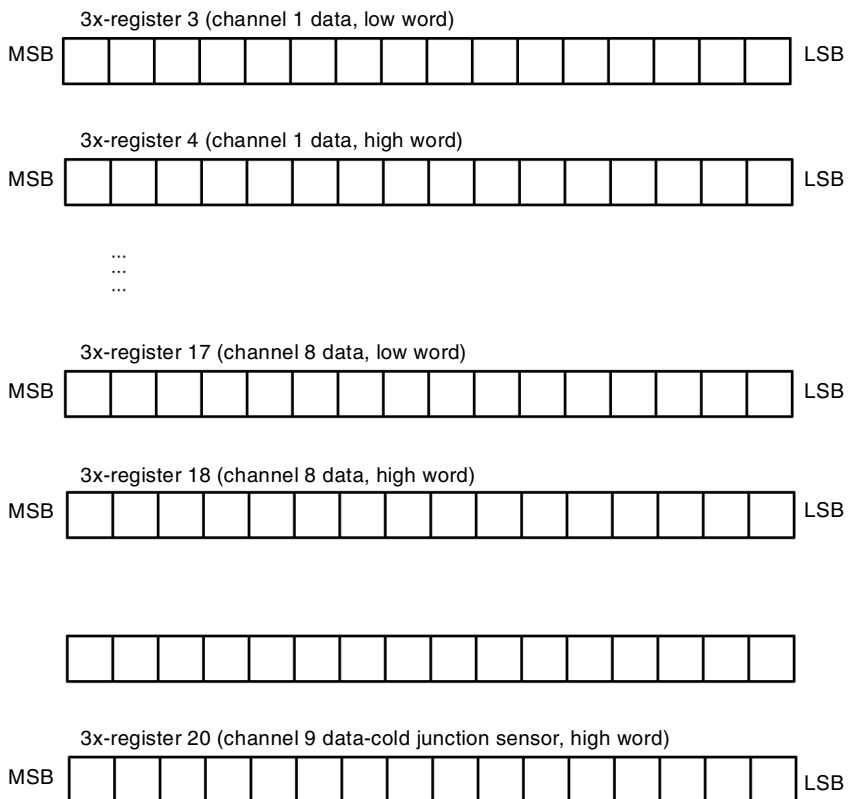 3x-register 3 (channel 1 data, low word)
MSB LSB
3x-register 4 (channel 1 data, high word)
MSB LSB
...
...
...
3x-register 17 (channel 8 data, low word)
MSB LSB
3x-register 18 (channel 8 data, high word)
MSB LSB
3x-register 20 (channel 9 data-cold junction sensor, high word)
MSB LSB